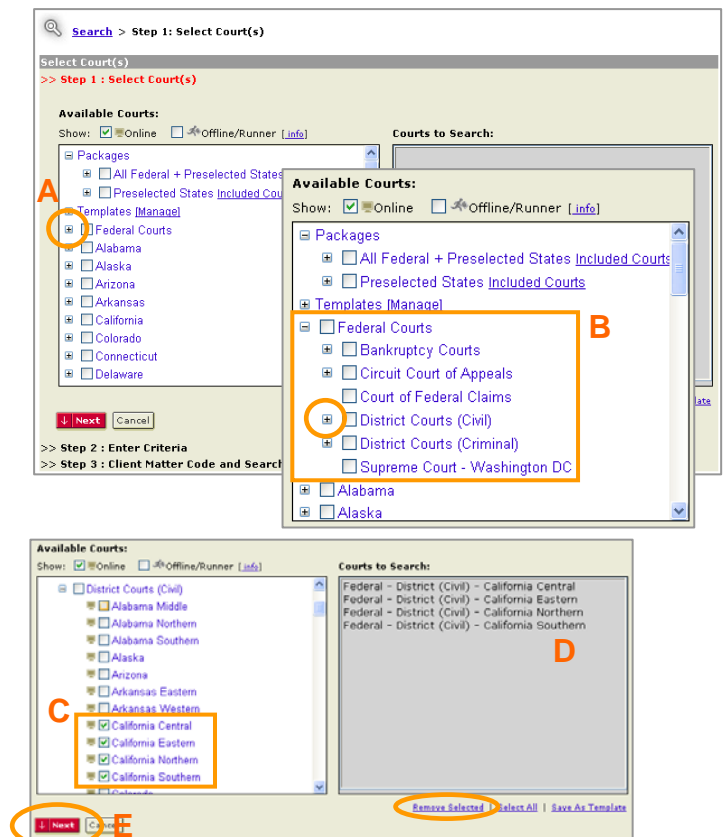 Search > Step 1: Select Court(s)
Select Court(s)
>> Step 1 : Select Court(s)
Available Courts:
Show: Online Offline/Runner [.info]
Courts to Search:
Packages
All Federal + Preselected States
Preselected States Included Cou
A
Templates [Manage]
Federal Courts
Alabama
Alaska
Arizona
Arkansas
California
Colorado
Connecticut
Delaware
late
Next Cancel
>> Step 2 : Enter Criteria
>> Step 3 : Client Matter Code and Search
Available Courts:
Show: Online Offline/Runner [.info]
Packages
All Federal + Preselected States Included Courts
Preselected States Included Courts
Templates [Manage]
Federal Courts
B
Bankruptcy Courts
Circuit Court of Appeals
Court of Federal Claims
District Courts (Civil)
District Courts (Criminal)
Supreme Court - Washington DC
Alabama
Alaska
Available Courts:
Show: Online Offline/Runner [.info]
Courts to Search:
District Courts (Civil)
Alabama Middle
Alabama Northern
Alabama Southern
Alaska
Arizona
Arkansas Eastern
Arkansas Western
C
California Central
California Eastern
California Northern
California Southern
Colorado
Federal - District (Civil) - California Central
Federal - District (Civil) - California Eastern
Federal - District (Civil) - California Northern
Federal - District (Civil) - California Southern
D
Remove Selected | Select All | Save As Template
Next Cancel
E